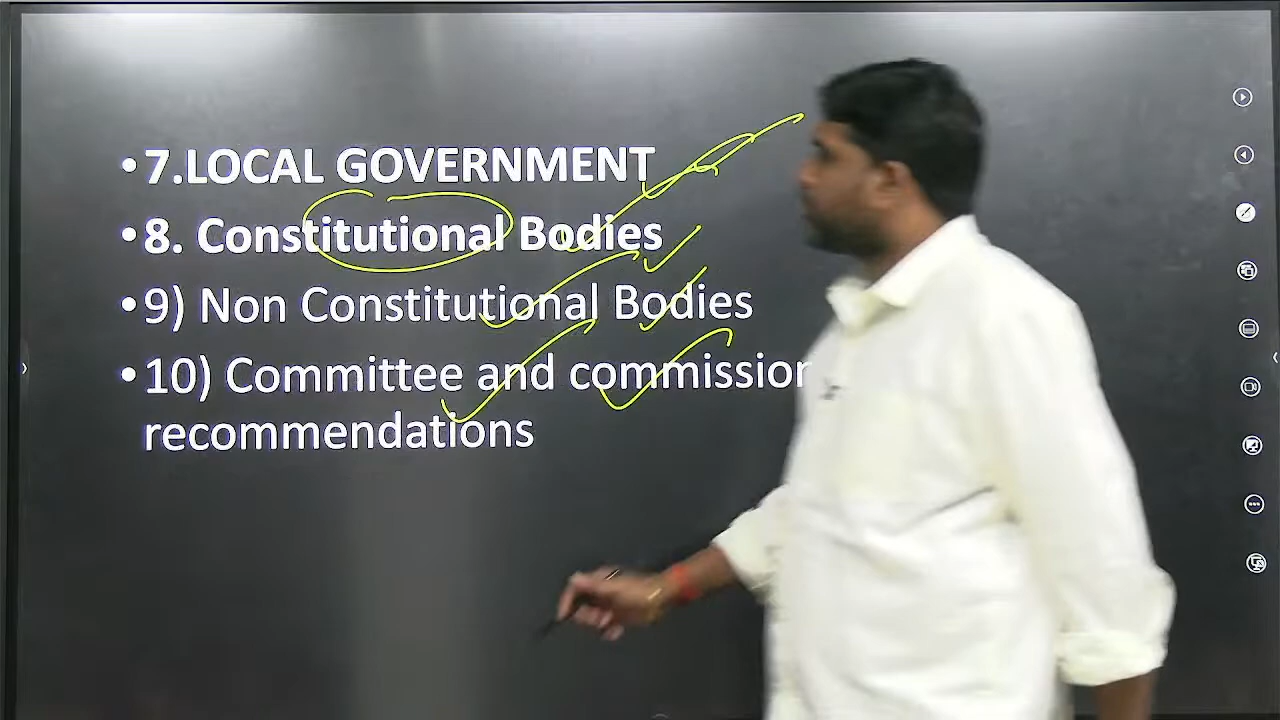 • 7.LOCAL GOVERNMENT
• 8. Constitutional Bodies
• 9) Non Constitutional Bodies
• 10) Committee and commission
recommendations